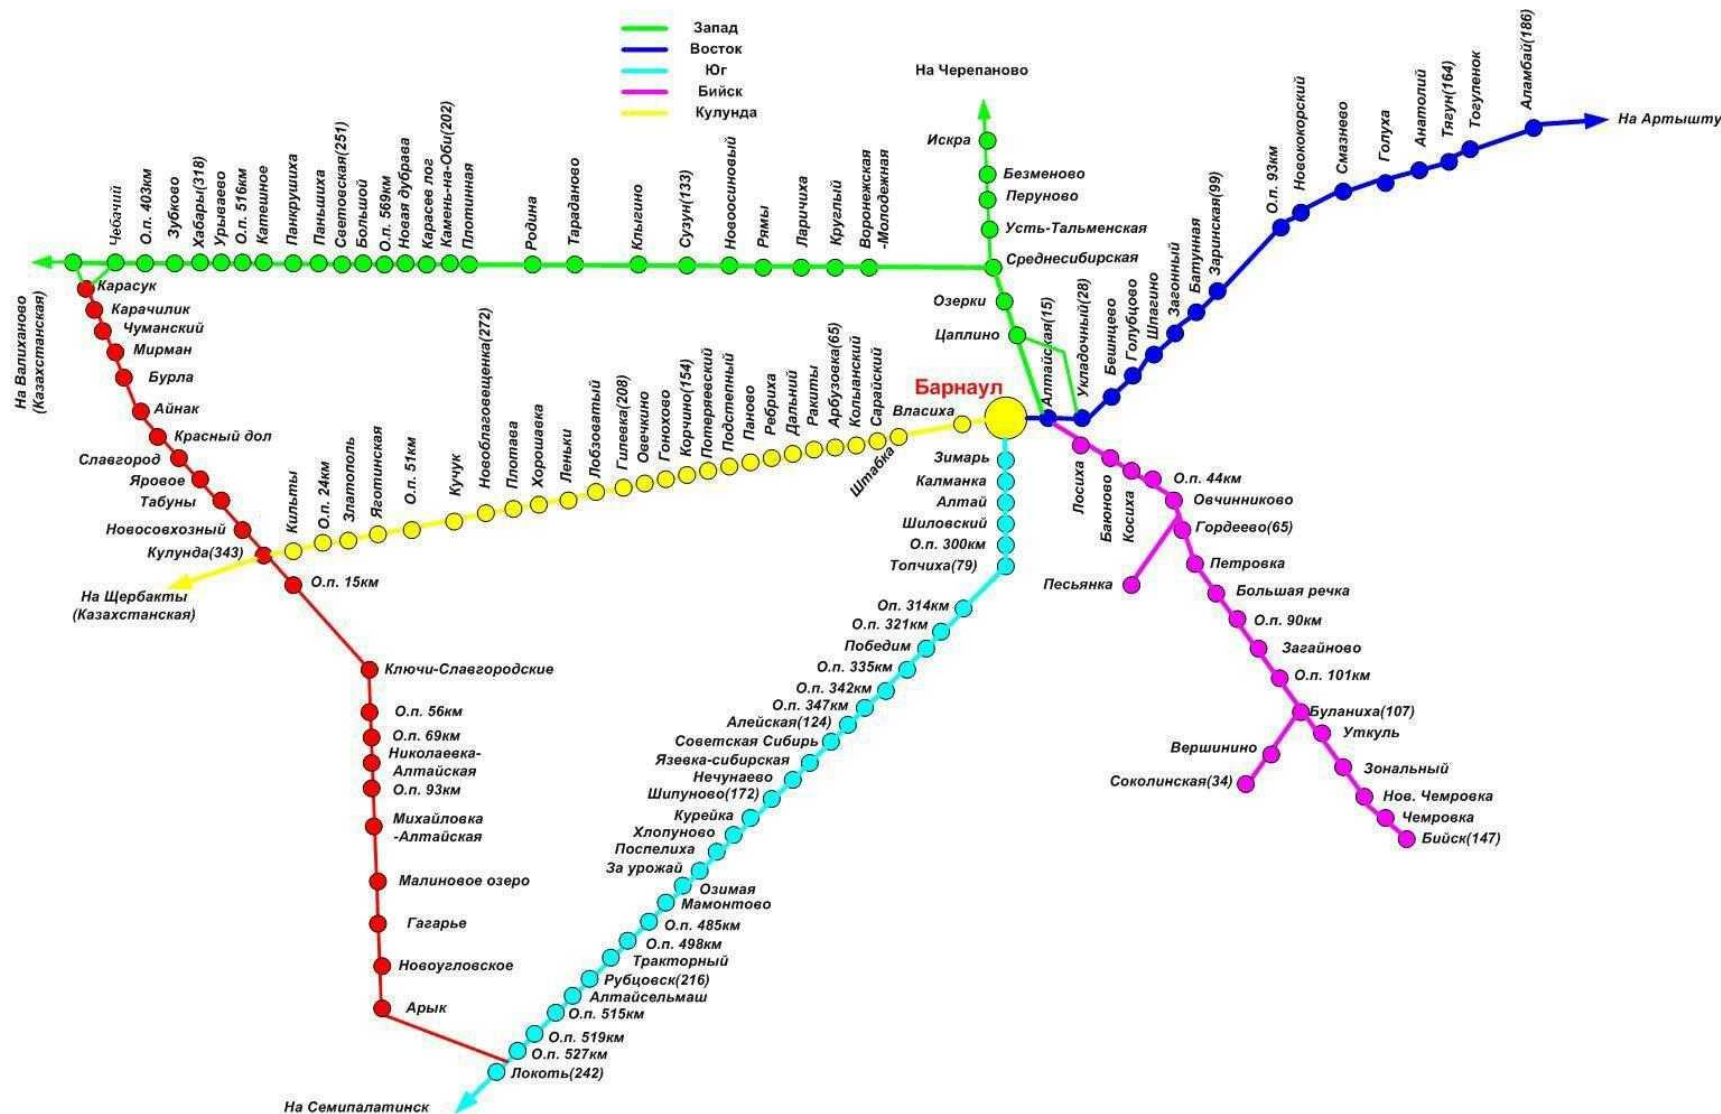 Запад
Восток
Юг
Бийск
Кулунда
На Черепаново
Искра
Безменово
Перуново
Усть-Тальменская
Среднесибирская
Озерки
Цаплино
На Валиханово
(Казахстанская)
Чебачий
О.п. 403км
Зубково
Хабары(318)
Урываево
О.п. 516км
Катешное
Панкрушиха
Паньшиха
Световская(251)
Большой
О.п. 569км
Новая дубрава
Карасев лог
Камень-на-Оби(202)
Плотинная
Родина
Тараданово
Клыгино
Сузун(133)
Новоосиновый
Рямы
Ларичиха
Круглый
Воронежская
-Молодежная
Алтайская(15)
Укладочный(28)
Бешнцево
Голубцово
Шпагино
Загонный
Батунная
Заринская(99)
О.п. 93км
Новококорский
Смазнево
Голуха
Анатолий
Тягун(164)
Тогуленок
Аламбай(186)
На Артышту
Карасук
Карачилик
Чуманский
Мирман
Бурла
Айнак
Красный дол
Славгород
Яровое
Табуны
Новосовхозный
Кулунда(343)
О.п. 15км
На Щербакты
(Казахстанская)
Ключи-Славгородские
О.п. 56км
О.п. 69км
Николаевка-
Алтайская
О.п. 93км
Михайловка
-Алтайская
Малиновое озеро
Гагарье
Новоугловское
Арык
Кильты
О.п. 24км
Златополь
Яготинская
О.п. 51км
Кучук
Новоблаговещенка(272)
Плотава
Хорошавка
Леньки
Лобзоватый
Гилевка(208)
Овечкино
Гонохово
Корчино(154)
Потеряевский
Подстепный
Паново
Ребриха
Дальний
Ракиты
Арбузовка(65)
Колыанский
Сарайский
Штабка
Власиха
Барнаул
Зимарь
Калманка
Алтай
Шиловский
О.п. 300км
Топчиха(79)
Оп. 314км
О.п. 321км
Победим
О.п. 335км
О.п. 342км
О.п. 347км
Алейская(124)
Советская Сибирь
Язевка-сибирская
Нечунаево
Шипуново(172)
Курейка
Хлопуново
Поспелиха
За урожай
Озимая
Мамонтово
О.п. 485км
О.п. 498км
Тракторный
Рубцовск(216)
Алтайсельмаш
О.п. 515км
О.п. 519км
О.п. 527км
Локоть(242)
На Семипалатинск
Лосиха
Баюново
Косиха
О.п. 44км
Овчинниково
Гордеево(65)
Песьянка
Петровка
Большая речка
О.п. 90км
Загайново
О.п. 101км
Буланиха(107)
Вершинино
Соколинская(34)
Уткуль
Зональный
Нов. Чемровка
Чемровка
Бийск(147)